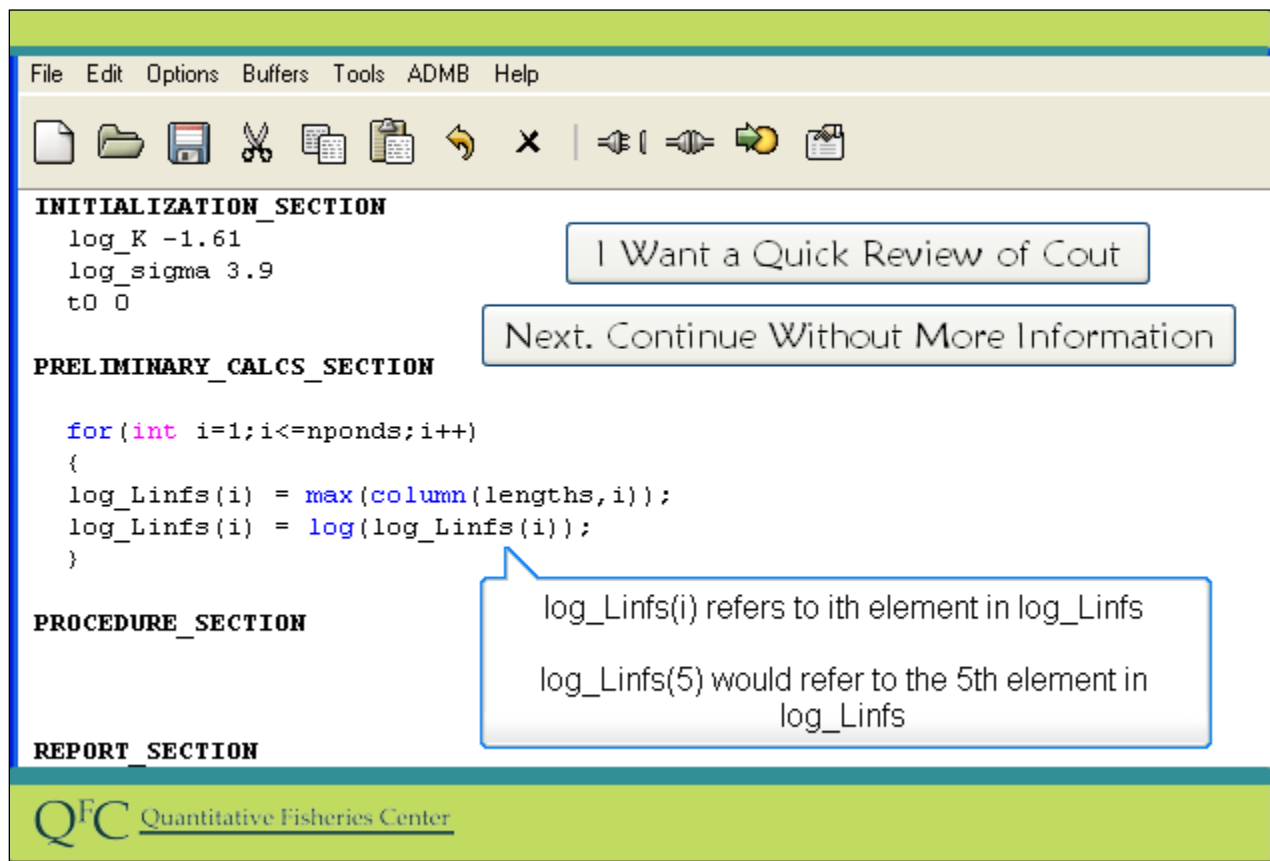 File Edit Options Buffers Tools ADMB Help
INITIALIZATION_SECTION
log_K -1.61
log_sigma 3.9
t0 0
I Want a Quick Review of Cout
Next. Continue Without More Information
PRELIMINARY_CALCS_SECTION
for(int i=1;i<=nponds;i++)
{
log_Linfs(i) = max(column(lengths,i));
log_Linfs(i) = log(log_Linfs(i));
}
log_Linfs(i) refers to ith element in log_Linfs
log_Linfs(5) would refer to the 5th element in
log_Linfs
PROCEDURE_SECTION
REPORT_SECTION
QFC Quantitative Fisheries Center